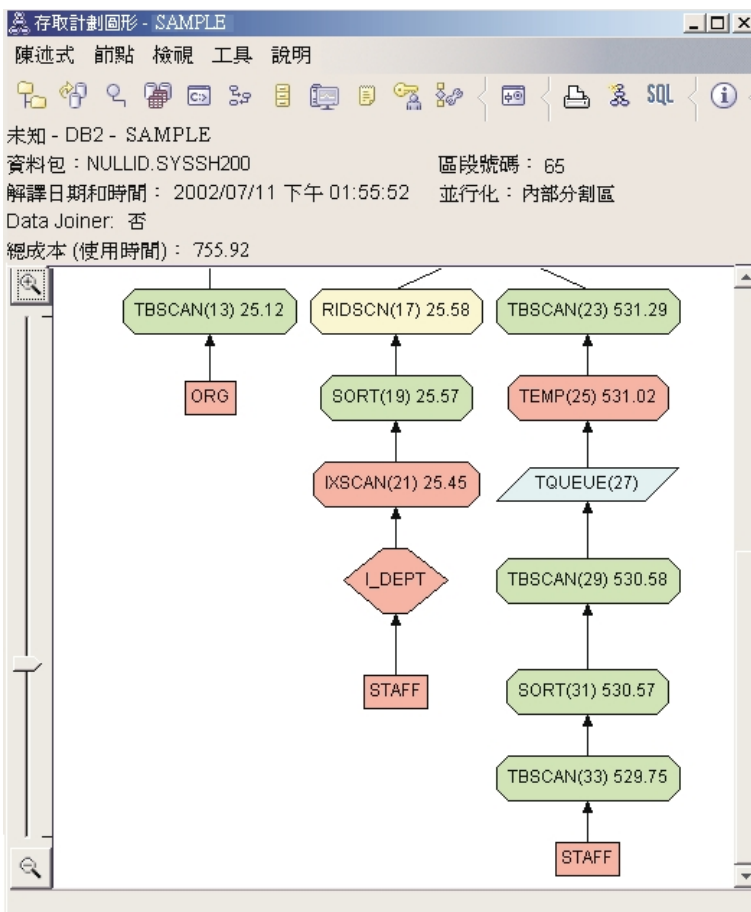 存取計劃圖形 - SAMPLE
陳述式 節點 檢視 工具 說明
SQL
未知 - DB2 - SAMPLE
資料包：NULLID.SYSSH200 區段號碼： 65
解譯日期和時間： 2002/07/11 下午 01:55:52 並行化：內部分割區
Data Joiner: 否
總成本 (使用時間)： 755.92
TBSCAN(13) 25.12 RIDSCN(17) 25.58 TBSCAN(23) 531.29
ORG SORT(19) 25.57 TEMP(25) 531.02
IXSCAN(21) 25.45 TQUEUE(27)
I_DEPT TBSCAN(29) 530.58
STAFF SORT(31) 530.57
TBSCAN(33) 529.75
STAFF